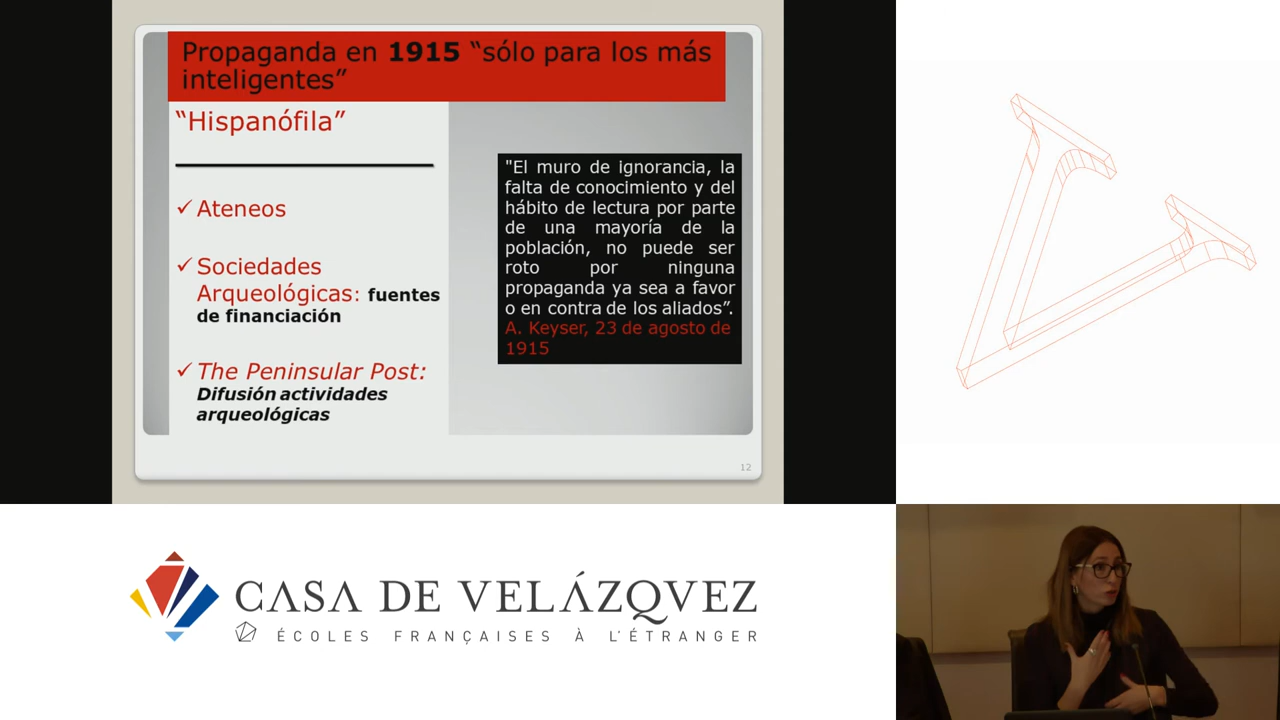 Propaganda en 1915 “sólo para los más
inteligentes”
“Hispanófila”
✓Ateneos
✓Sociedades
Arqueológicas: fuentes
de financiación
✓The Peninsular Post:
Difusión actividades
arqueológicas
"El muro de ignorancia, la
falta de conocimiento y del
hábito de lectura por parte
de una mayoría de la
población, no puede ser
roto por ninguna
propaganda ya sea a favor
o en contra de los aliados”.
A. Keyser, 23 de agosto de
1915
12
CASA DE VELÁZQVEZ
ÉCOLES FRANÇAISES À L'ÉTRANGER